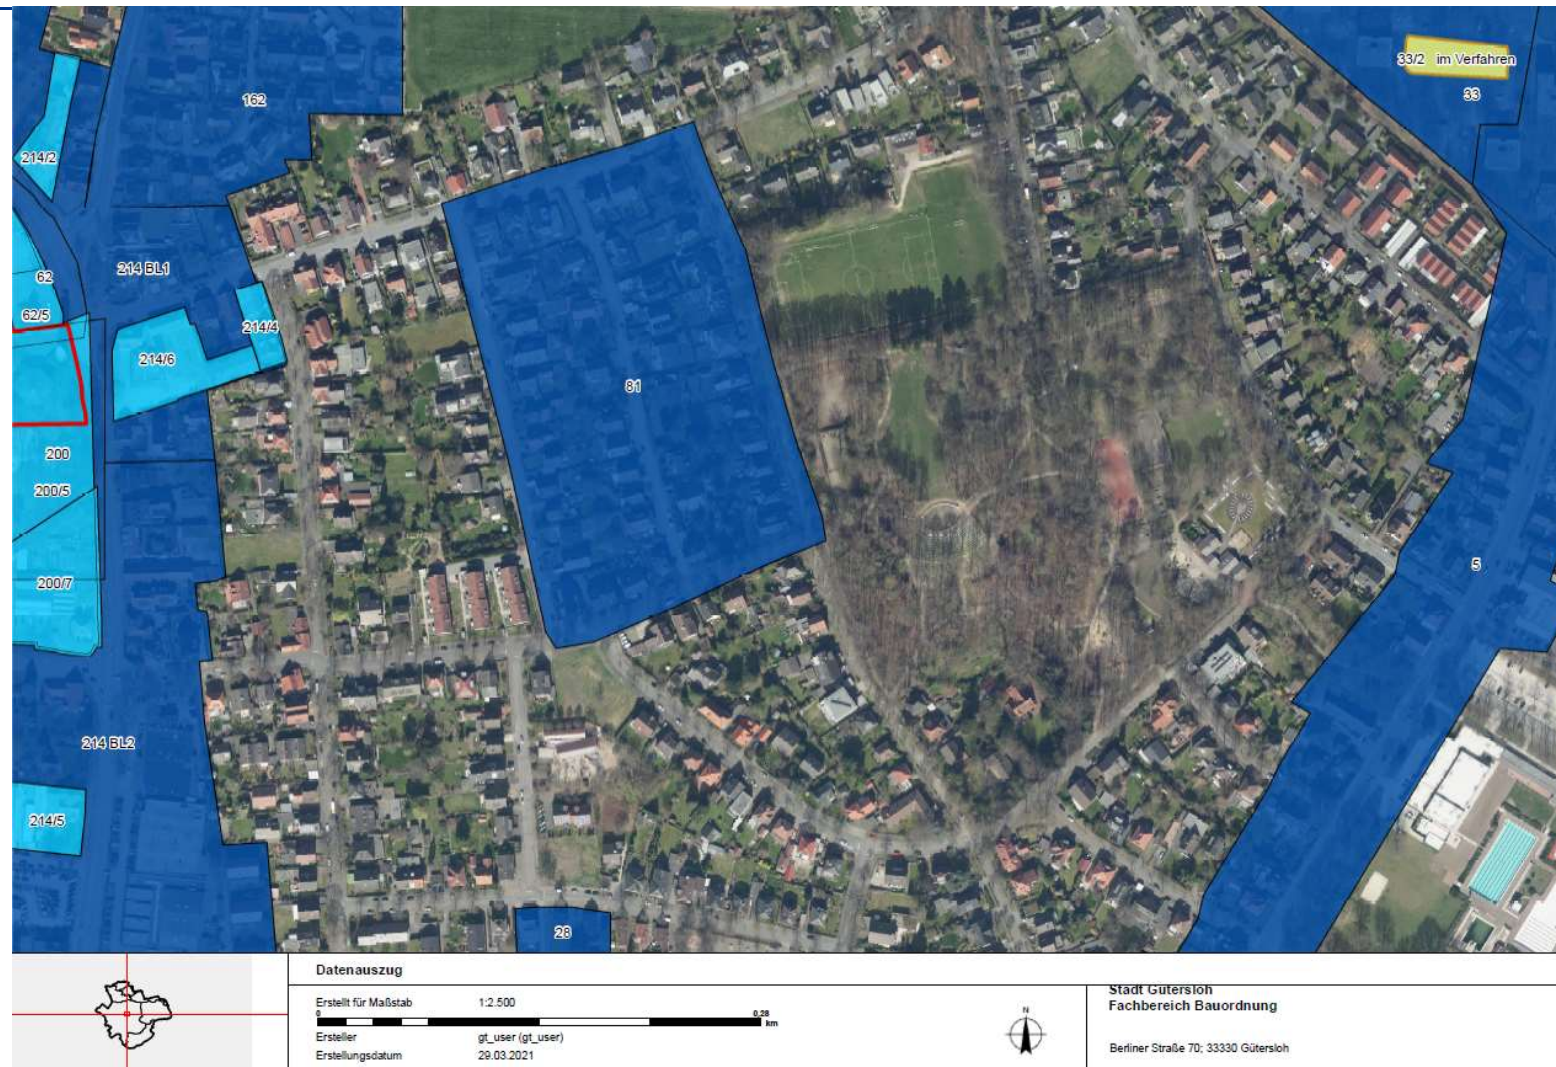 33/2 im Verfahren
33
162
214/2
214 BL1
62
62/5
214/4
214/6
81
200
200/5
200/7
5
214 BL2
214/5
28
Datenauszug
Erstellt für Maßstab 1:2.500
0 0,28
km
Ersteller gt_user (gt_user)
Erstellungsdatum 29.03.2021
N
Stadt Gütersloh
Fachbereich Bauordnung
Berliner Straße 70; 33330 Gütersloh